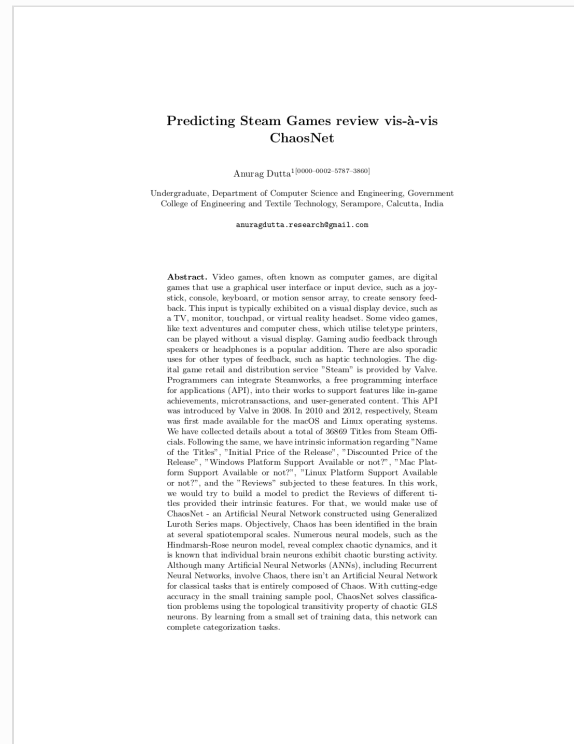 Predicting Steam Games review vis-à-vis
ChaosNet
Anurag Dutta1[0000–0002–5787–3860]
Undergraduate, Department of Computer Science and Engineering, Government
College of Engineering and Textile Technology, Serampore, Calcutta, India
anuragdutta.research@gmail.com
Abstract. Video games, often known as computer games, are digital
games that use a graphical user interface or input device, such as a joy-
stick, console, keyboard, or motion sensor array, to create sensory feed-
back. This input is typically exhibited on a visual display device, such as
a TV, monitor, touchpad, or virtual reality headset. Some video games,
like text adventures and computer chess, which utilise teletype printers,
can be played without a visual display. Gaming audio feedback through
speakers or headphones is a popular addition. There are also sporadic
uses for other types of feedback, such as haptic technologies. The dig-
ital game retail and distribution service "Steam" is provided by Valve.
Programmers can integrate Steamworks, a free programming interface
for applications (API), into their works to support features like in-game
achievements, microtransactions, and user-generated content. This API
was introduced by Valve in 2008. In 2010 and 2012, respectively, Steam
was first made available for the macOS and Linux operating systems.
We have collected details about a total of 36869 Titles from Steam Offi-
cials. Following the same, we have intrinsic information regarding "Name
of the Titles", "Initial Price of the Release", "Discounted Price of the
Release", "Windows Platform Support Available or not?", "Mac Plat-
form Support Available or not?", "Linux Platform Support Available
or not?", and the "Reviews" subjected to these features. In this work,
we would try to build a model to predict the Reviews of different ti-
tles provided their intrinsic features. For that, we would make use of
ChaosNet - an Artificial Neural Network constructed using Generalized
Luroth Series maps. Objectively, Chaos has been identified in the brain
at several spatiotemporal scales. Numerous neural models, such as the
Hindmarsh-Rose neuron model, reveal complex chaotic dynamics, and it
is known that individual brain neurons exhibit chaotic bursting activity.
Although many Artificial Neural Networks (ANNs), including Recurrent
Neural Networks, involve Chaos, there isn't an Artificial Neural Network
for classical tasks that is entirely composed of Chaos. With cutting-edge
accuracy in the small training sample pool, ChaosNet solves classifica-
tion problems using the topological transitivity property of chaotic GLS
neurons. By learning from a small set of training data, this network can
complete categorization tasks.